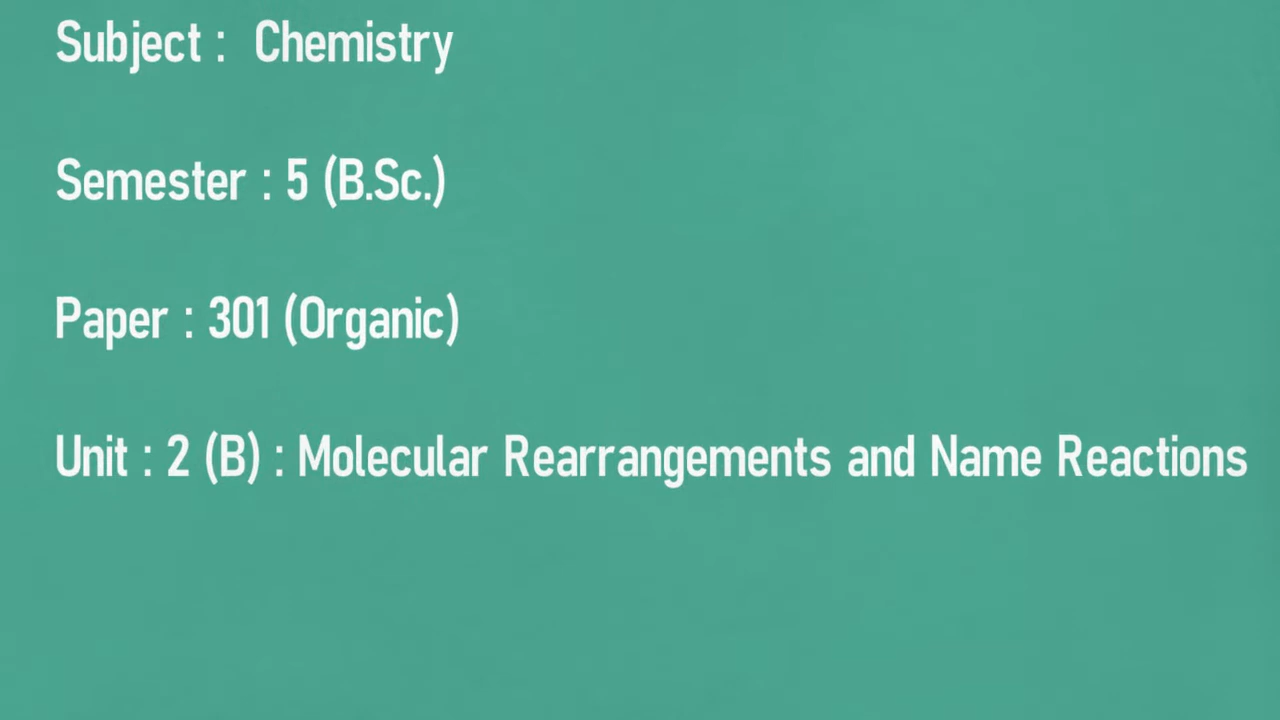 Subject : Chemistry
Semester : 5 (B.Sc.)
Paper : 301 (Organic)
Unit : 2 (B) : Molecular Rearrangements and Name Reactions